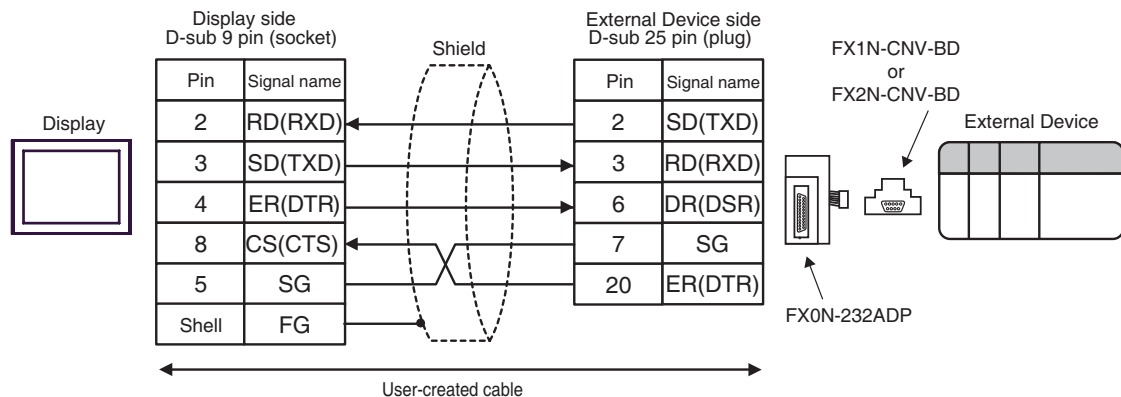 Display side
D-sub 9 pin (socket)
Shield
External Device side
D-sub 25 pin (plug)
FX1N-CNV-BD
or
FX2N-CNV-BD
Display
External Device
Pin Signal name
2 RD(RXD)
3 SD(TXD)
4 ER(DTR)
8 CS(CTS)
5 SG
Shell FG
Pin Signal name
2 SD(TXD)
3 RD(RXD)
6 DR(DSR)
7 SG
20 ER(DTR)
FX0N-232ADP
User-created cable